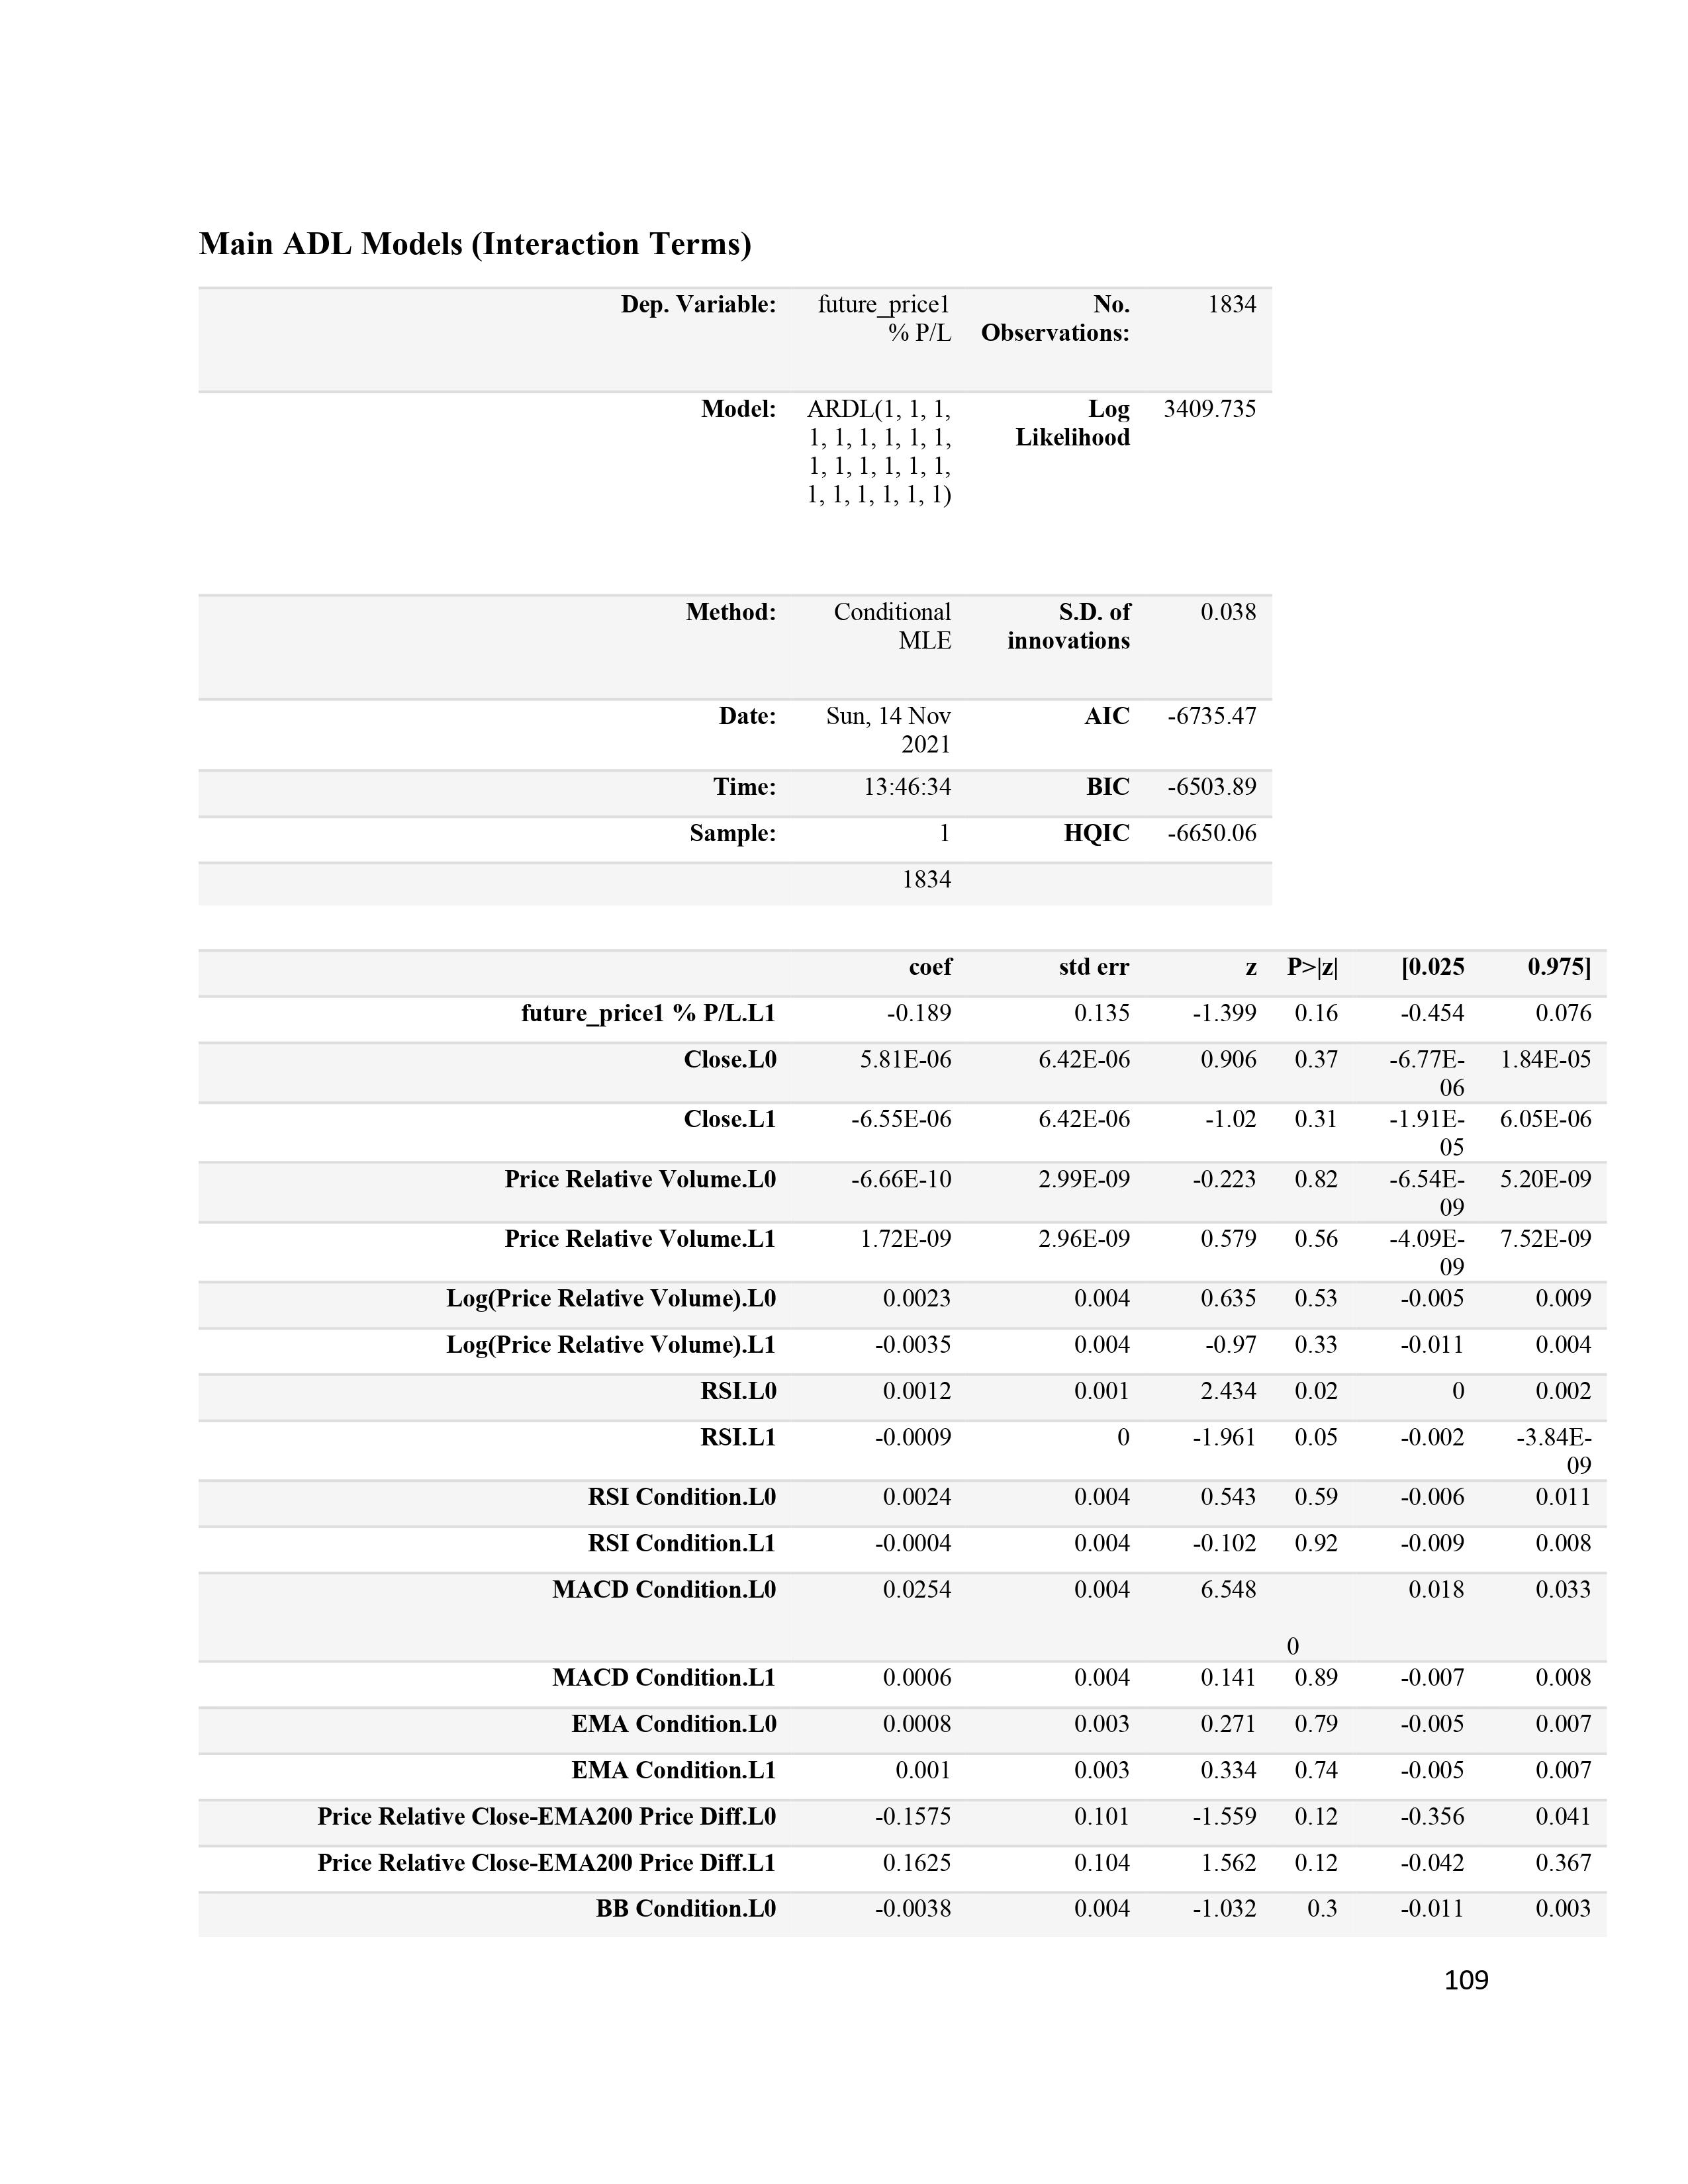 Main ADL Models (Interaction Terms)
Dep. Variable: future_price1 No. 1834
% P/L Observations:
Model: ARDL(1, 1, 1, Log 3409.735
1, 1, 1, 1, 1, 1, Likelihood
1, 1, 1, 1, 1, 1,
1, 1, 1, 1, 1, 1)
Method: Conditional S.D. of 0.038
MLE innovations
Date: Sun, 14 Nov AIC -6735.47
2021
Time: 13:46:34 BIC -6503.89
Sample: 1 HQIC -6650.06
1834
coef std err z P>|z| [0.025 0.975]
future_price1 % P/L.L1 -0.189 0.135 -1.399 0.16 -0.454 0.076
Close.L0 5.81E-06 6.42E-06 0.906 0.37 -6.77E- 1.84E-05
06
Close.L1 -6.55E-06 6.42E-06 -1.02 0.31 -1.91E- 6.05E-06
05
Price Relative Volume.L0 -6.66E-10 2.99E-09 -0.223 0.82 -6.54E- 5.20E-09
09
Price Relative Volume.L1 1.72E-09 2.96E-09 0.579 0.56 -4.09E- 7.52E-09
09
Log(Price Relative Volume).L0 0.0023 0.004 0.635 0.53 -0.005 0.009
Log(Price Relative Volume).L1 -0.0035 0.004 -0.97 0.33 -0.011 0.004
RSI.L0 0.0012 0.001 2.434 0.02 0 0.002
RSI.L1 -0.0009 0 -1.961 0.05 -0.002 -3.84E-
09
RSI Condition.L0 0.0024 0.004 0.543 0.59 -0.006 0.011
RSI Condition.L1 -0.0004 0.004 -0.102 0.92 -0.009 0.008
MACD Condition.L0 0.0254 0.004 6.548 0.018 0.033
0
MACD Condition.L1 0.0006 0.004 0.141 0.89 -0.007 0.008
EMA Condition.L0 0.0008 0.003 0.271 0.79 -0.005 0.007
EMA Condition.L1 0.001 0.003 0.334 0.74 -0.005 0.007
Price Relative Close-EMA200 Price Diff.L0 -0.1575 0.101 -1.559 0.12 -0.356 0.041
Price Relative Close-EMA200 Price Diff.L1 0.1625 0.104 1.562 0.12 -0.042 0.367
BB Condition.L0 -0.0038 0.004 -1.032 0.3 -0.011 0.003
109